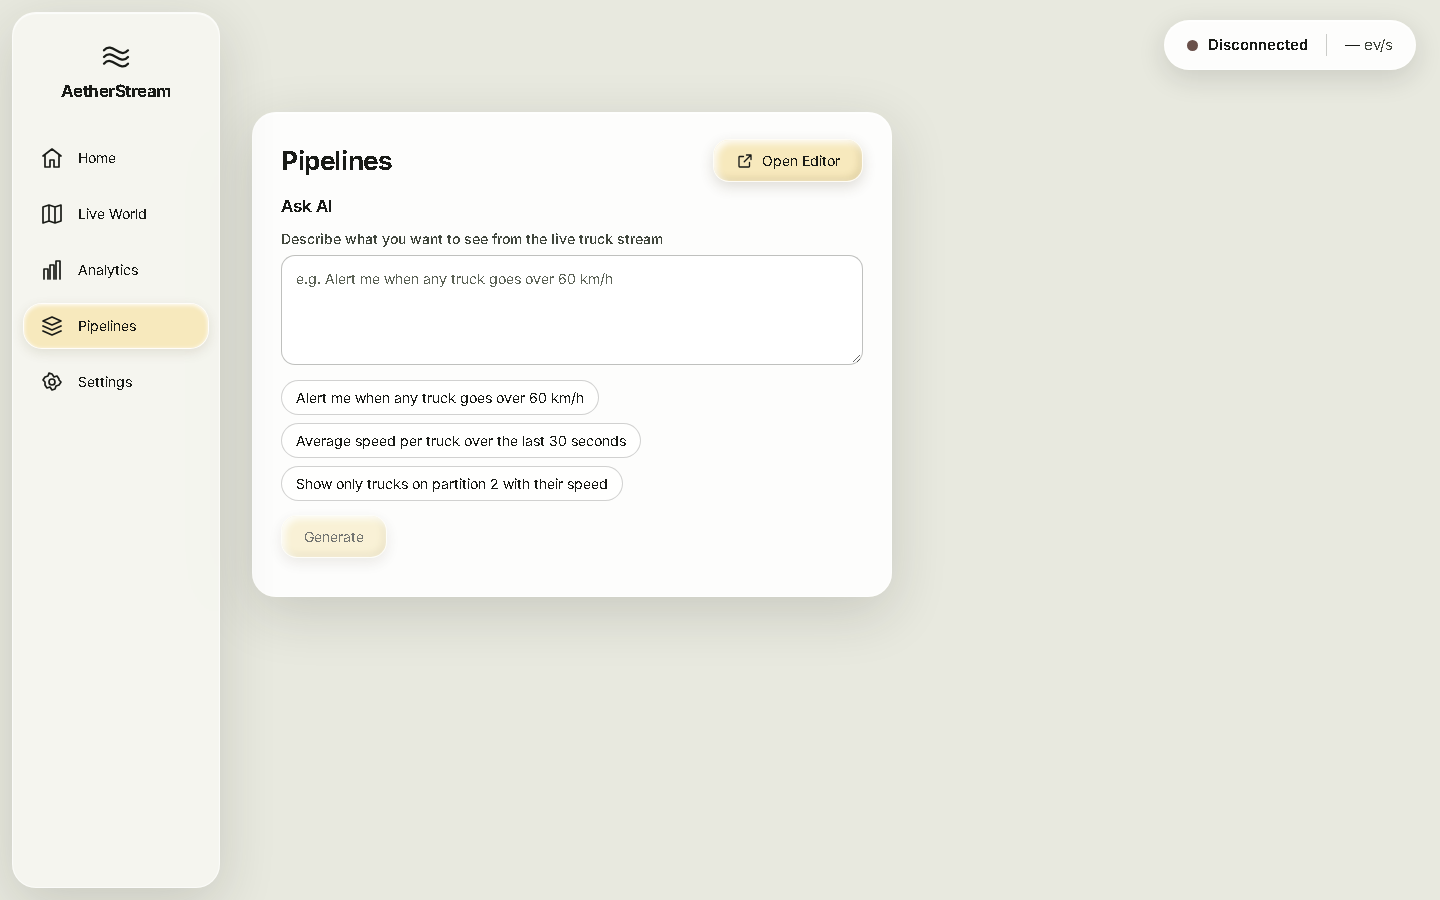 AetherStream
Home
Live World
Analytics
Pipelines
Settings
Disconnected
— ev/s
Pipelines
Open Editor
Ask AI
Describe what you want to see from the live truck stream
e.g. Alert me when any truck goes over 60 km/h
Alert me when any truck goes over 60 km/h
Average speed per truck over the last 30 seconds
Show only trucks on partition 2 with their speed
Generate